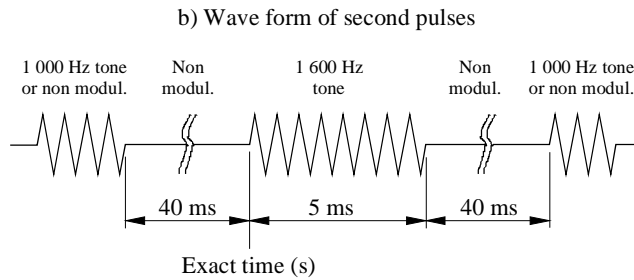 b) Wave form of second pulses
1 000 Hz tone
or non modul.
Non
modul.
1 600 Hz
tone
Non
modul.
1 000 Hz tone
or non modul.
40 ms
5 ms
40 ms
Exact time (s)